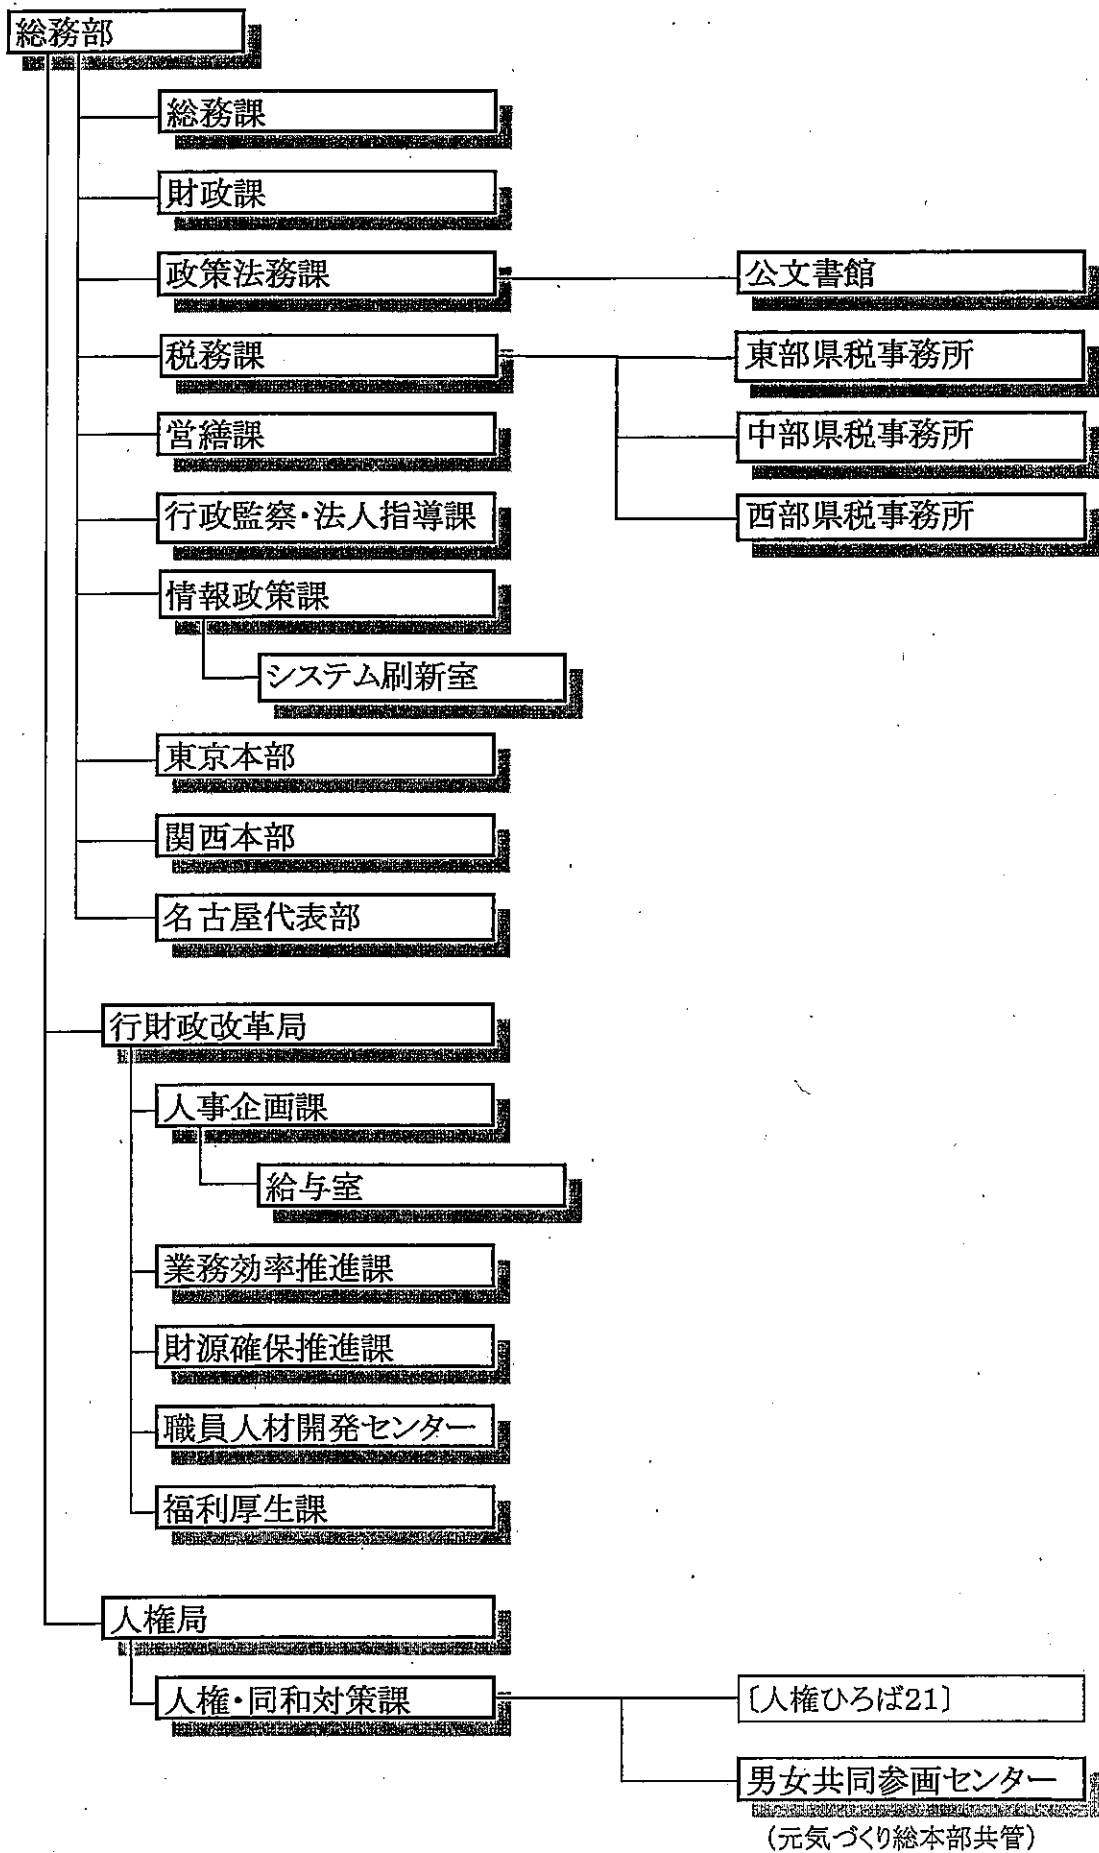 総務部
総務課
財政課
政策法務課
公文書館
税務課
東部県税事務所
営繕課
中部県税事務所
行政監察・法人指導課
西部県税事務所
情報政策課
システム刷新室
東京本部
関西本部
名古屋代表部
行財政改革局
人事企画課
給与室
業務効率推進課
財源確保推進課
職員人材開発センター
福利厚生課
人権局
人権・同和対策課
〔人権ひろば21〕
男女共同参画センター
(元気づくり総本部共管)